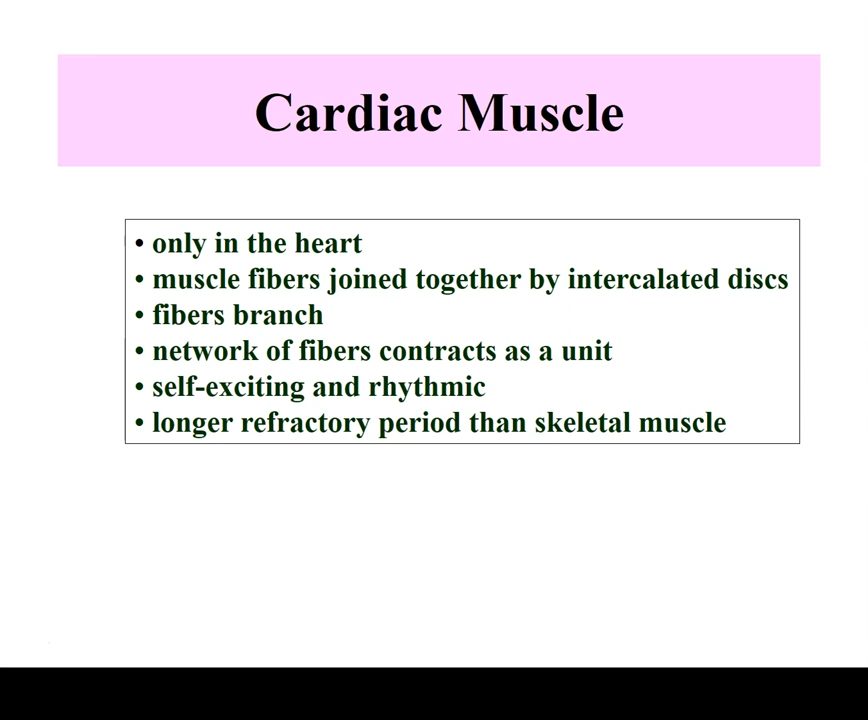 Cardiac Muscle
• only in the heart
• muscle fibers joined together by intercalated discs
• fibers branch
• network of fibers contracts as a unit
• self-exciting and rhythmic
• longer refractory period than skeletal muscle